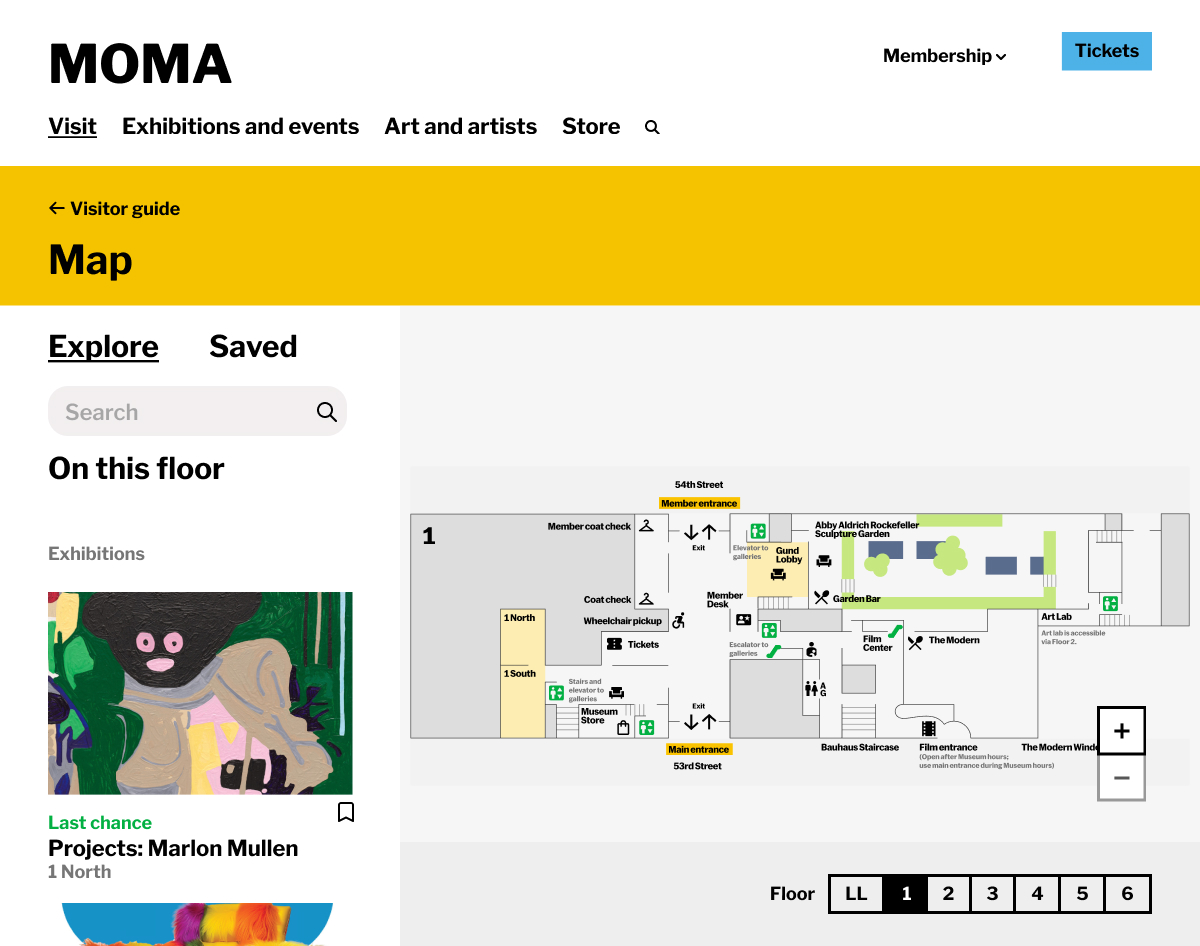 MOMA
Membership
Tickets
Visit
Exhibitions and events
Art and artists
Store
← Visitor guide
Map
Explore
Saved
Search
On this floor
Exhibitions
Last chance
Projects: Marlon Mullen
1 North
1
54th Street
Member entrance
Member coat check
Exit
Elevator to
galleries
Gund
Lobby
Abby Aldrich Rockefeller
Sculpture Garden
Coat check
Member
Desk
Garden Bar
1 North
Wheelchair pickup
Tickets
Escalator to
galleries
Film
Center
The Modern
Art Lab
Art lab is accessible
via Floor 2.
1 South
Stairs and
elevator to
galleries
A
G
Museum
Store
Exit
Main entrance
53rd Street
Bauhaus Staircase
Film entrance
(Open after Museum hours;
use main entrance during Museum hours)
The Modern Windo
+
−
Floor
LL
1
2
3
4
5
6